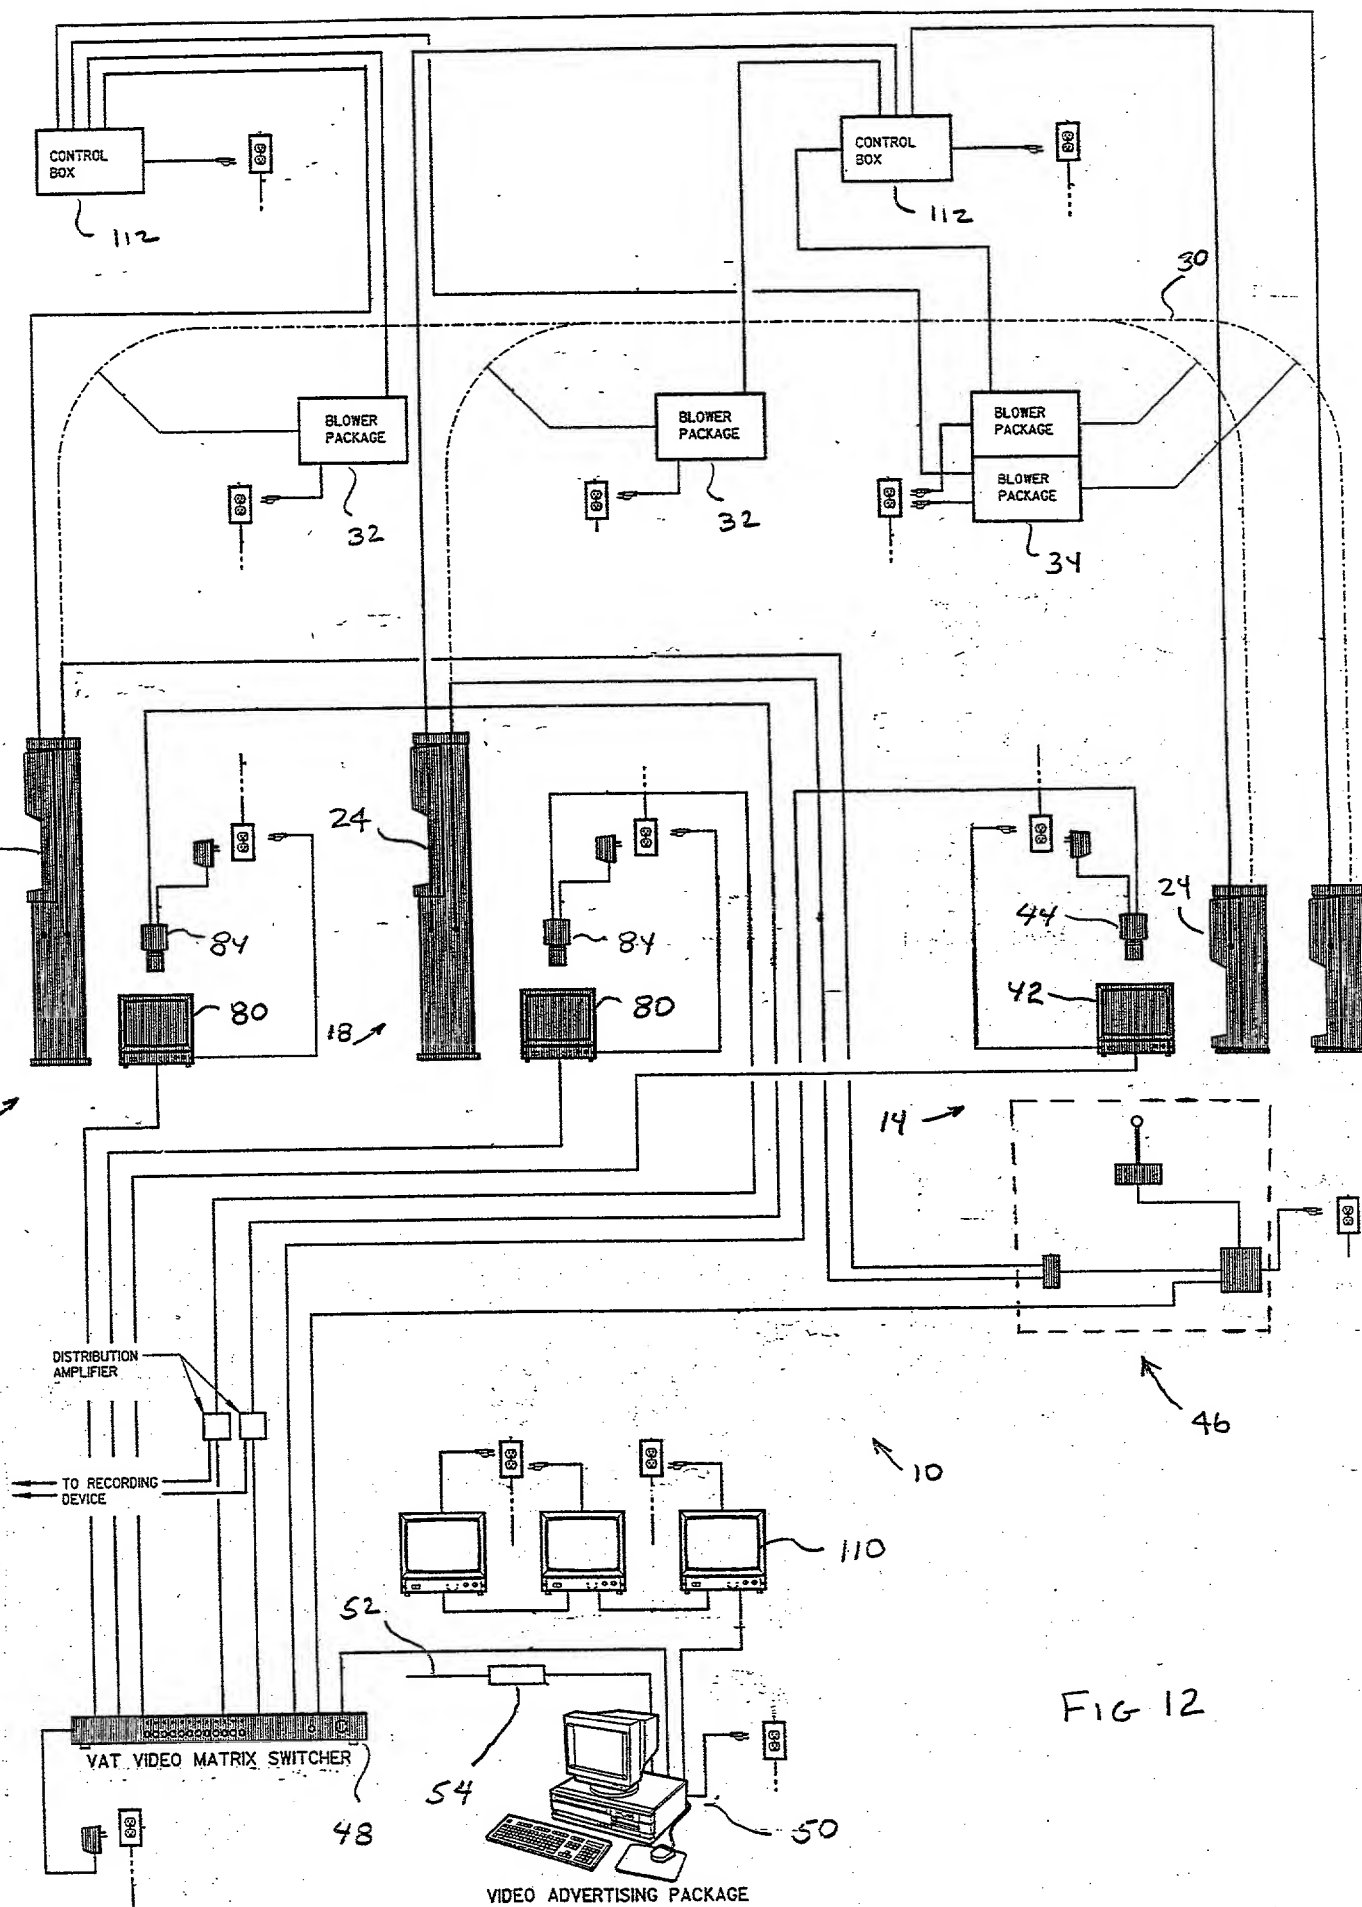 CONTROL
BOX
112
CONTROL
BOX
112
30
BLOWER
PACKAGE
32
BLOWER
PACKAGE
32
BLOWER
PACKAGE
BLOWER
PACKAGE
34
24
84
80
18
84
80
44
42
24
14
46
DISTRIBUTION
AMPLIFIER
TO RECORDING
DEVICE
10
110
52
54
50
VAT VIDEO MATRIX SWITCHER
48
VIDEO ADVERTISING PACKAGE
FIG 12